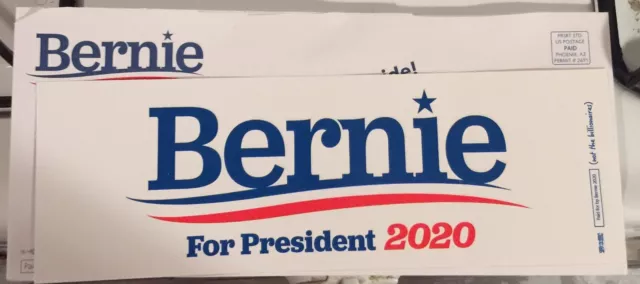 Bernie
ide!
PRSRT STD
US POSTAGE
PAID
PHOENIX, AZ
PERMIT # 2671
Bernie
For President 2020
Paid for by Bernie 2020
(not the billionaires)